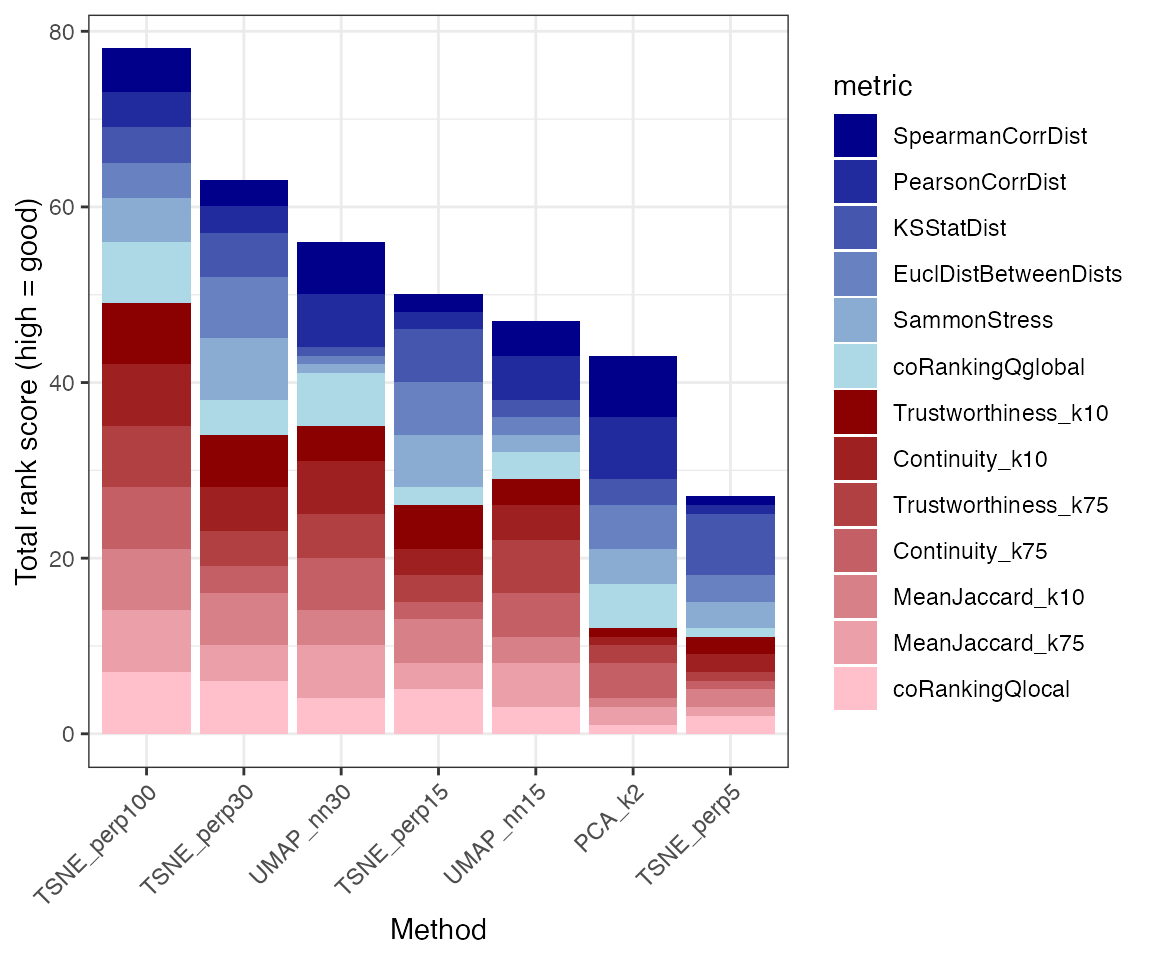 80
60
40
20
0
Total rank score (high = good)
TSNE_perp100
TSNE_perp30
UMAP_nn30
TSNE_perp15
UMAP_nn15
PCA_k2
TSNE_perp5
Method
metric
SpearmanCorrDist
PearsonCorrDist
KSStatDist
EuclDistBetweenDists
SammonStress
coRankingQglobal
Trustworthiness_k10
Continuity_k10
Trustworthiness_k75
Continuity_k75
MeanJaccard_k10
MeanJaccard_k75
coRankingQlocal